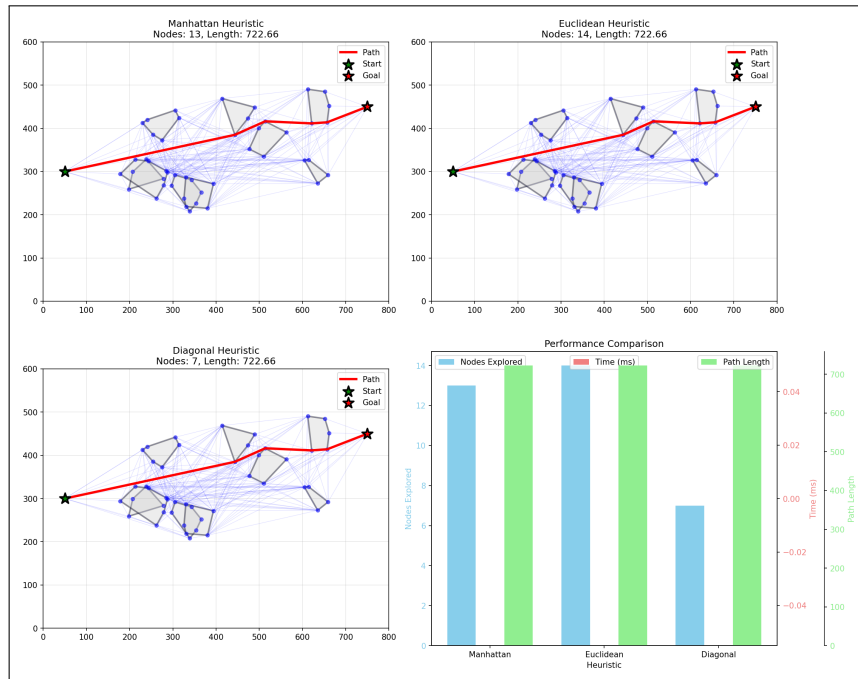 Manhattan Heuristic
Nodes: 13, Length: 722.66
600
500
400
300
200
100
0
0 100 200 300 400 500 600 700 800
Path
Start
Goal
Euclidean Heuristic
Nodes: 14, Length: 722.66
600
500
400
300
200
100
0
0 100 200 300 400 500 600 700 800
Path
Start
Goal
Diagonal Heuristic
Nodes: 7, Length: 722.66
600
500
400
300
200
100
0
0 100 200 300 400 500 600 700 800
Path
Start
Goal
Performance Comparison
Nodes Explored
Time (ms)
Path Length
14
12
10
8
6
4
2
0
Nodes Explored
Manhattan Euclidean Diagonal
Heuristic
0.04
0.02
0.00
−0.02
−0.04
Time (ms)
700
600
500
400
300
200
100
0
Path Length